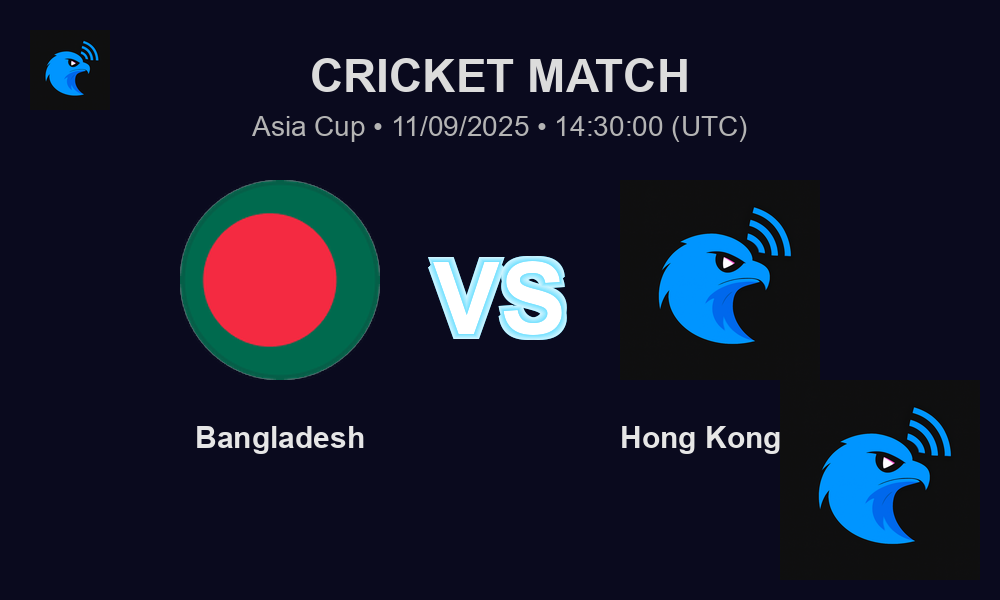 CRICKET MATCH
Asia Cup • 11/09/2025 • 14:30:00 (UTC)
VS
Bangladesh
Hong Kong